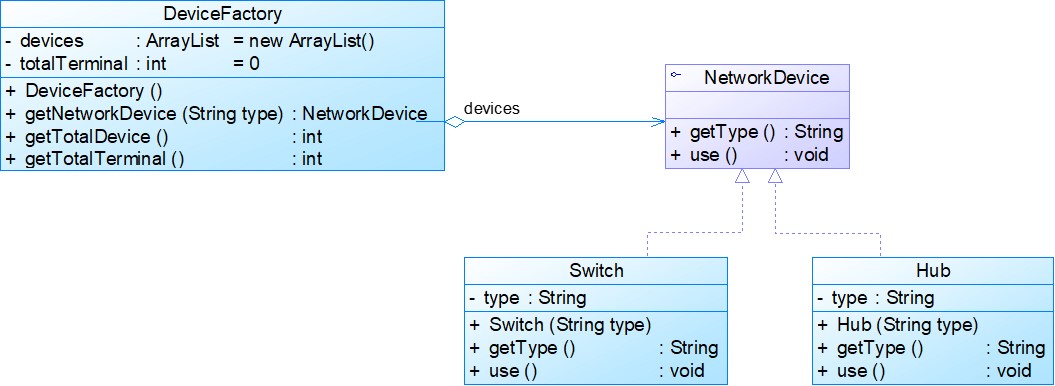 DeviceFactory
- devices : ArrayList = new ArrayList()
- totalTerminal : int = 0
+ DeviceFactory ()
+ getNetworkDevice (String type) : NetworkDevice
+ getTotalDevice () : int
+ getTotalTerminal () : int
devices
NetworkDevice
+ getType () : String
+ use () : void
Switch
- type : String
+ Switch (String type)
+ getType () : String
+ use () : void
Hub
- type : String
+ Hub (String type)
+ getType () : String
+ use () : void